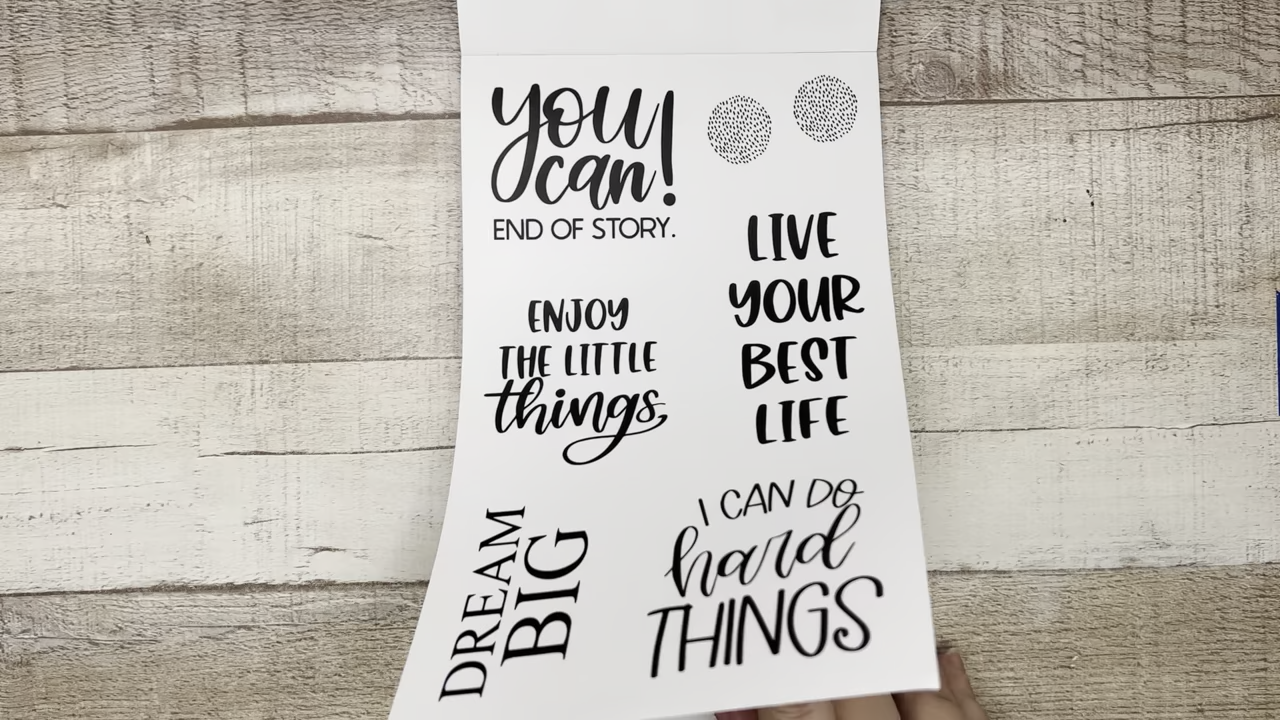 you
can!
END OF STORY.
LIVE
YOUR
BEST
LIFE
ENJOY
THE LITTLE
things
DREAM
BIG
I CAN DO
hard
THINGS